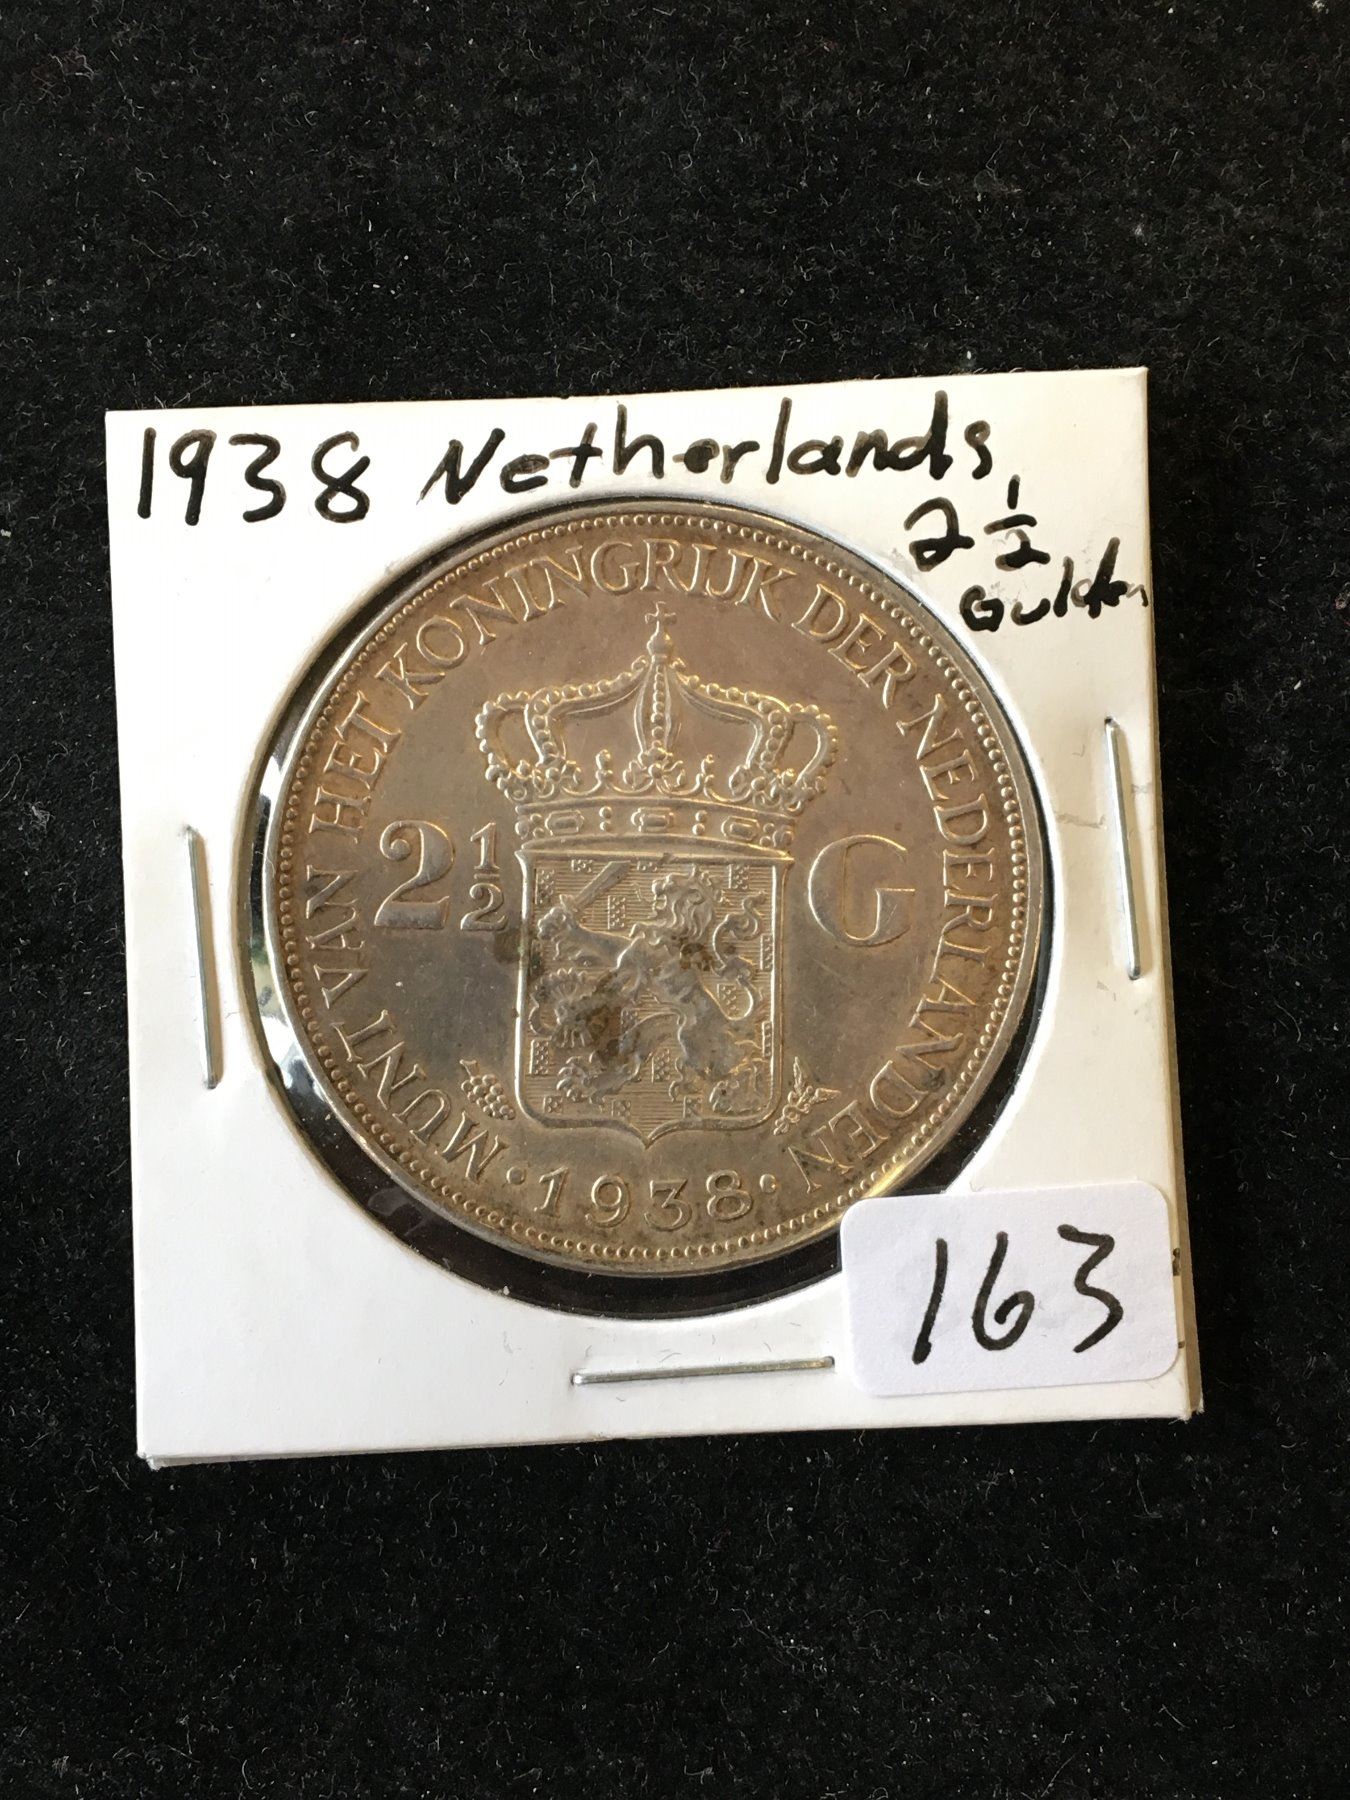 1938 Netherlands
2 1/2
Gulden
MUNT VAN HET KONINGRIJK DER NEDERLANDEN
2 1/2 G
• 1938 •
163